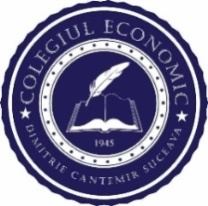 COLEGIUL ECONOMIC
1945
DIMITRIE CANTEMIR SUCEAVA